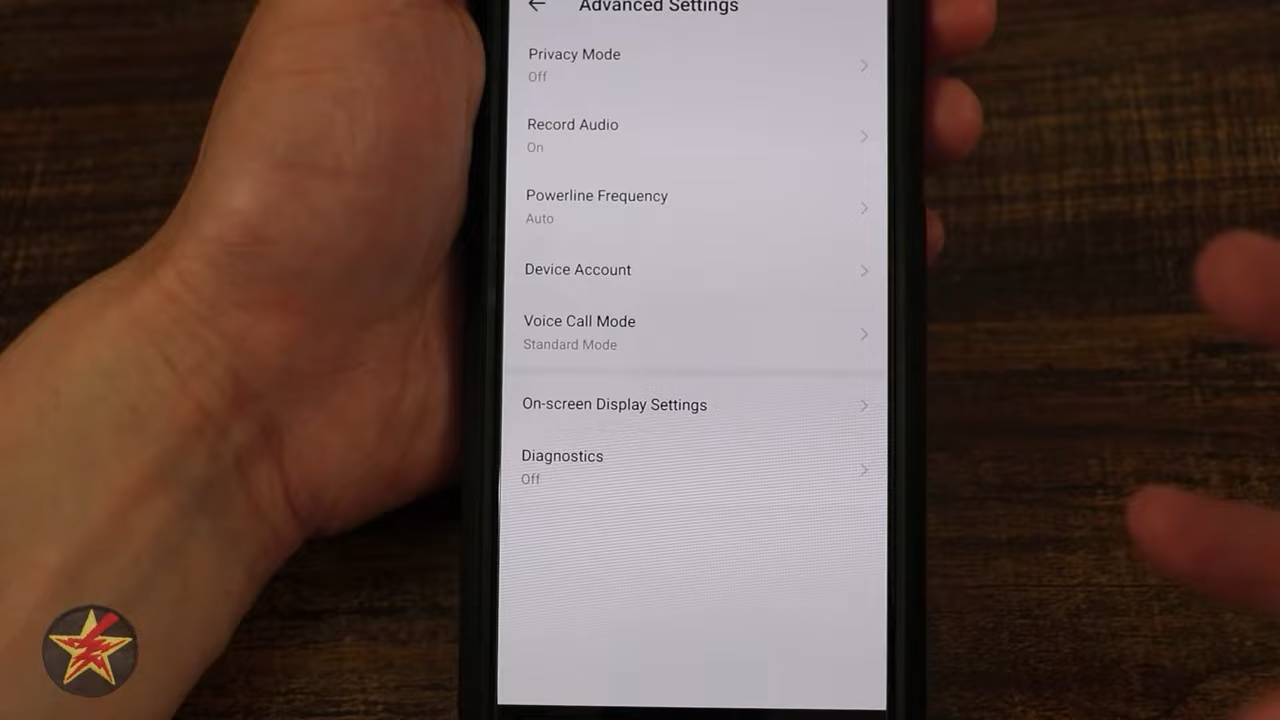 Advanced Settings
Privacy Mode
Off
Record Audio
On
Powerline Frequency
Auto
Device Account
Voice Call Mode
Standard Mode
On-screen Display Settings
Diagnostics
Off